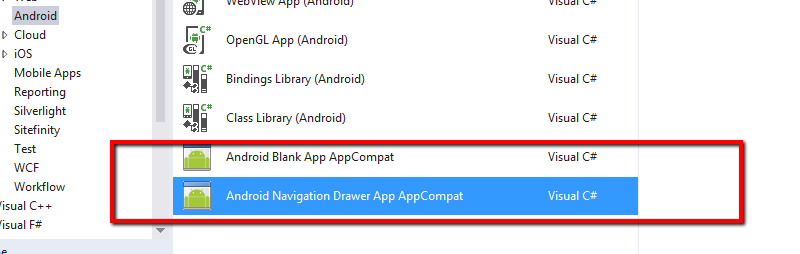 Android
Cloud
iOS
Mobile Apps
Reporting
Silverlight
Sitefinity
Test
WCF
Workflow
Visual C++
Visual F#
WebView App (Android) Visual C#
OpenGL App (Android) Visual C#
Bindings Library (Android) Visual C#
Class Library (Android) Visual C#
Android Blank App AppCompat Visual C#
Android Navigation Drawer App AppCompat Visual C#